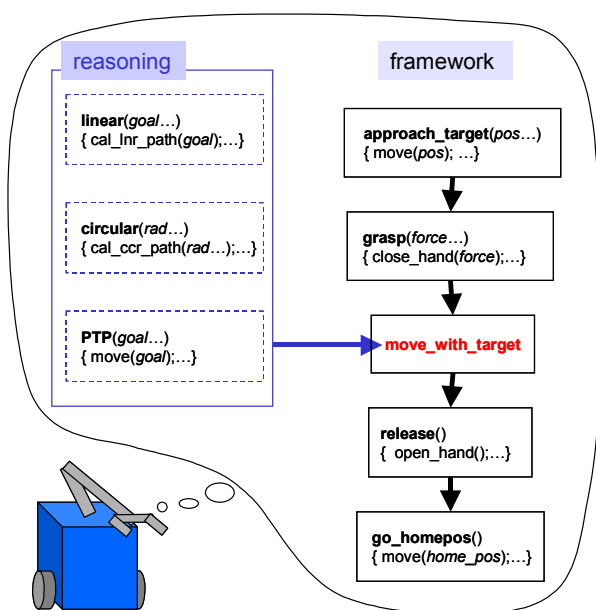 reasoning
linear(goal…)
{ cal_lnr_path(goal);…}
circular(rad…)
{ cal_ccr_path(rad…);…}
PTP(goal…)
{ move(goal);…}
framework
approach_target(pos…)
{ move(pos); …}
grasp(force…)
{ close_hand(force);…}
move_with_target
release()
{  open_hand();…}
go_homepos()
{ move(home_pos);…}